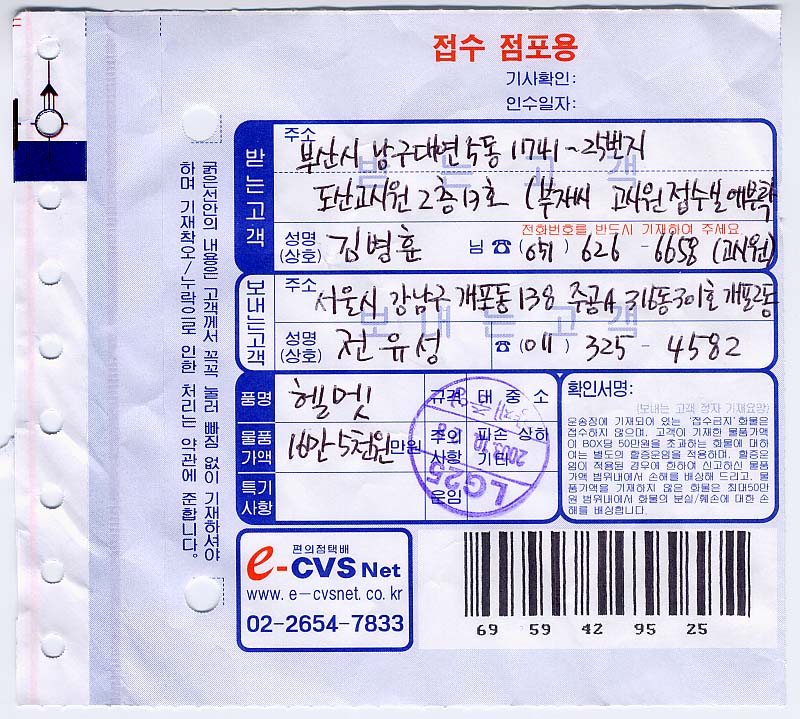 접수 점포용
기사확인:
인수일자:
굵은선안의 내용은 고객께서 꼭꼭 눌러 빠짐 없이 기재하셔야
하며 기재착오/누락으로 인한 처리는 약관에 준합니다.
받는고객
주소
부산시 남구대연4동 1741-25번지
도난고시원 2층 13호 (부재시 고시원접수실에부탁
받는고객
전화번호를 반드시 기재하여 주세요.
성명 (상호) 김병훈 님 ☎ (051) 626 - 6658 (고시원)
보내는고객
주소 서울시 강남구 개포동 138 주공A 316동301호 개포2동
보내는고객
성명 (상호) 전유성 ☎ (011) 325 - 4582
품명 헬멧 규격 대 중 소
물품가액 16만5천원 만원 주의사항 파손 상하 기타
특기사항 운임
LG25
확인서명:
(보내는 고객 정자 기재요망)
운송장에 기재되어 있는 '접수금지' 화물은
접수하지 않으며, 고객이 기재한 물품가액
이 BOX당 50만원을 초과하는 화물에 대하
여는 별도의 할증운임을 적용하며, 할증운
임이 적용된 경우에 한하여 신고하신 물품
가액 범위내에서 손해를 배상해 드리고, 물
품가액을 기재하지 않은 화물은 최대50만
원 범위내에서 화물의 분실/훼손에 대한 손
해를 배상합니다.
편의점택배
e-CVS Net
www.e-cvsnet.co.kr
02-2654-7833
69 59 42 95 25